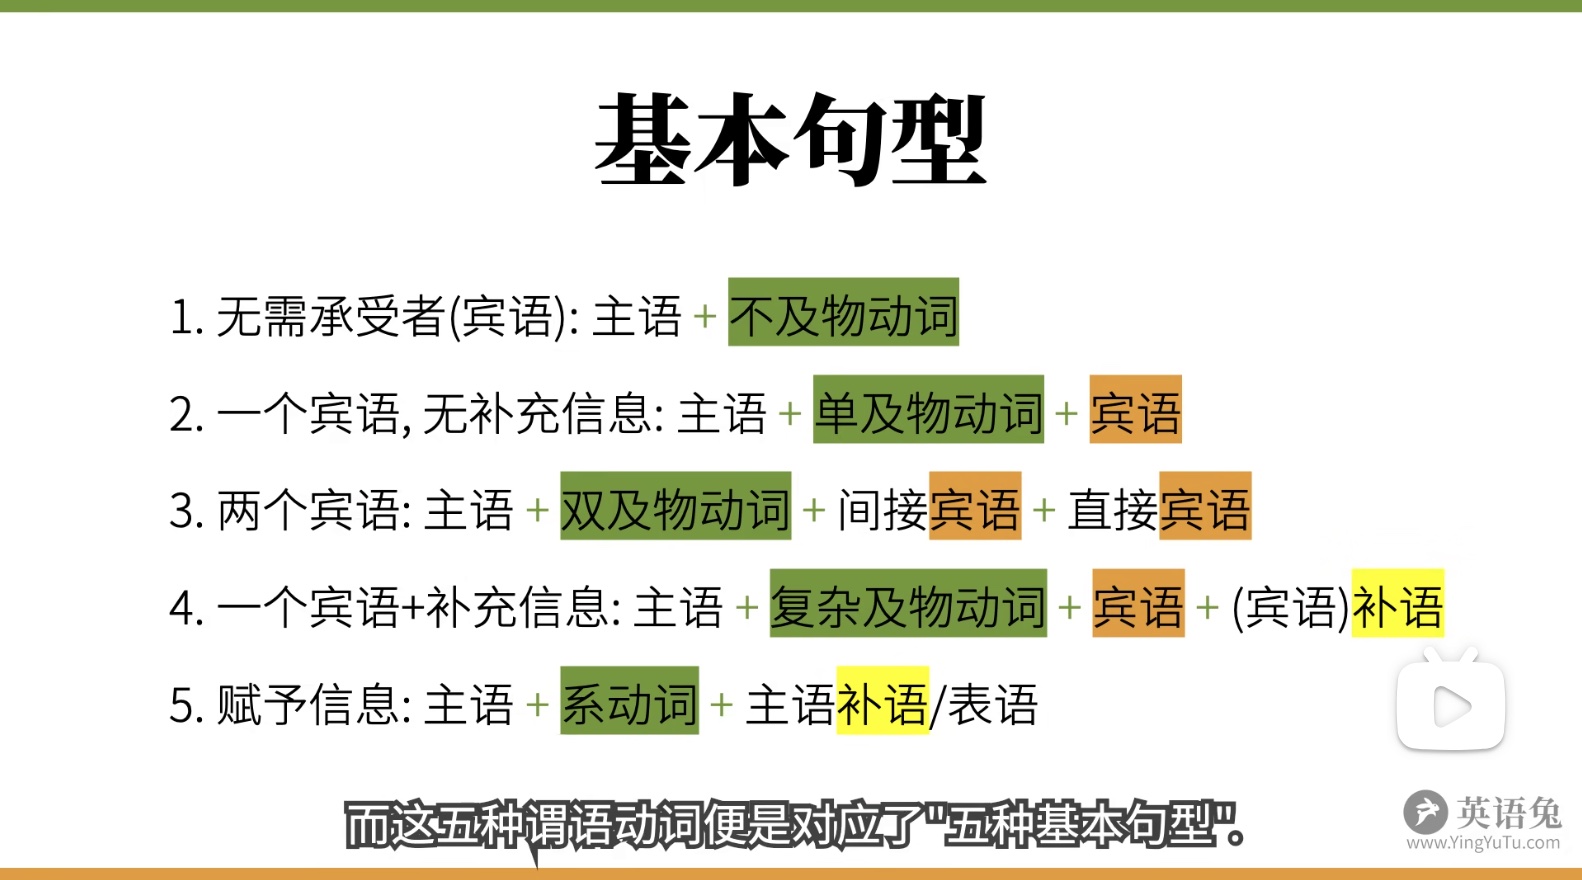 基本句型
1. 无需承受者(宾语): 主语 + 不及物动词
2. 一个宾语, 无补充信息: 主语 + 单及物动词 + 宾语
3. 两个宾语: 主语 + 双及物动词 + 间接宾语 + 直接宾语
4. 一个宾语+补充信息: 主语 + 复杂及物动词 + 宾语 + (宾语)补语
5. 赋予信息: 主语 + 系动词 + 主语补语/表语
而这五种谓语动词便是对应了"五种基本句型"。
英语兔
www.YingYuTu.com